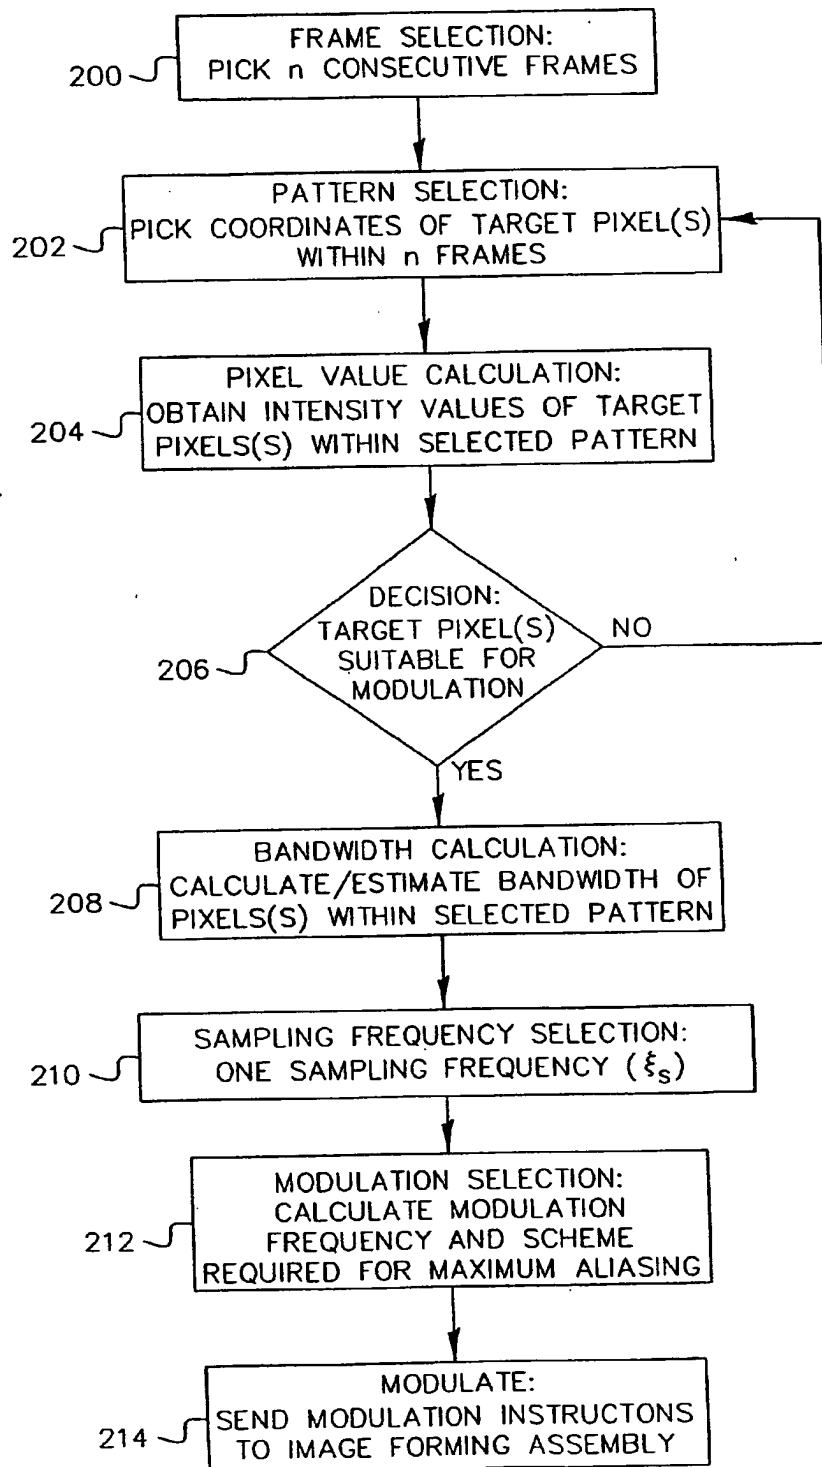 FRAME SELECTION:
PICK n CONSECUTIVE FRAMES
200
PATTERN SELECTION:
PICK COORDINATES OF TARGET PIXEL(S)
WITHIN n FRAMES
202
PIXEL VALUE CALCULATION:
OBTAIN INTENSITY VALUES OF TARGET
PIXELS(S) WITHIN SELECTED PATTERN
204
DECISION:
TARGET PIXEL(S)
SUITABLE FOR
MODULATION
206
NO
YES
BANDWIDTH CALCULATION:
CALCULATE/ESTIMATE BANDWIDTH OF
PIXELS(S) WITHIN SELECTED PATTERN
208
SAMPLING FREQUENCY SELECTION:
ONE SAMPLING FREQUENCY (ξs)
210
MODULATION SELECTION:
CALCULATE MODULATION
FREQUENCY AND SCHEME
REQUIRED FOR MAXIMUM ALIASING
212
MODULATE:
SEND MODULATION INSTRUCTONS
TO IMAGE FORMING ASSEMBLY
214